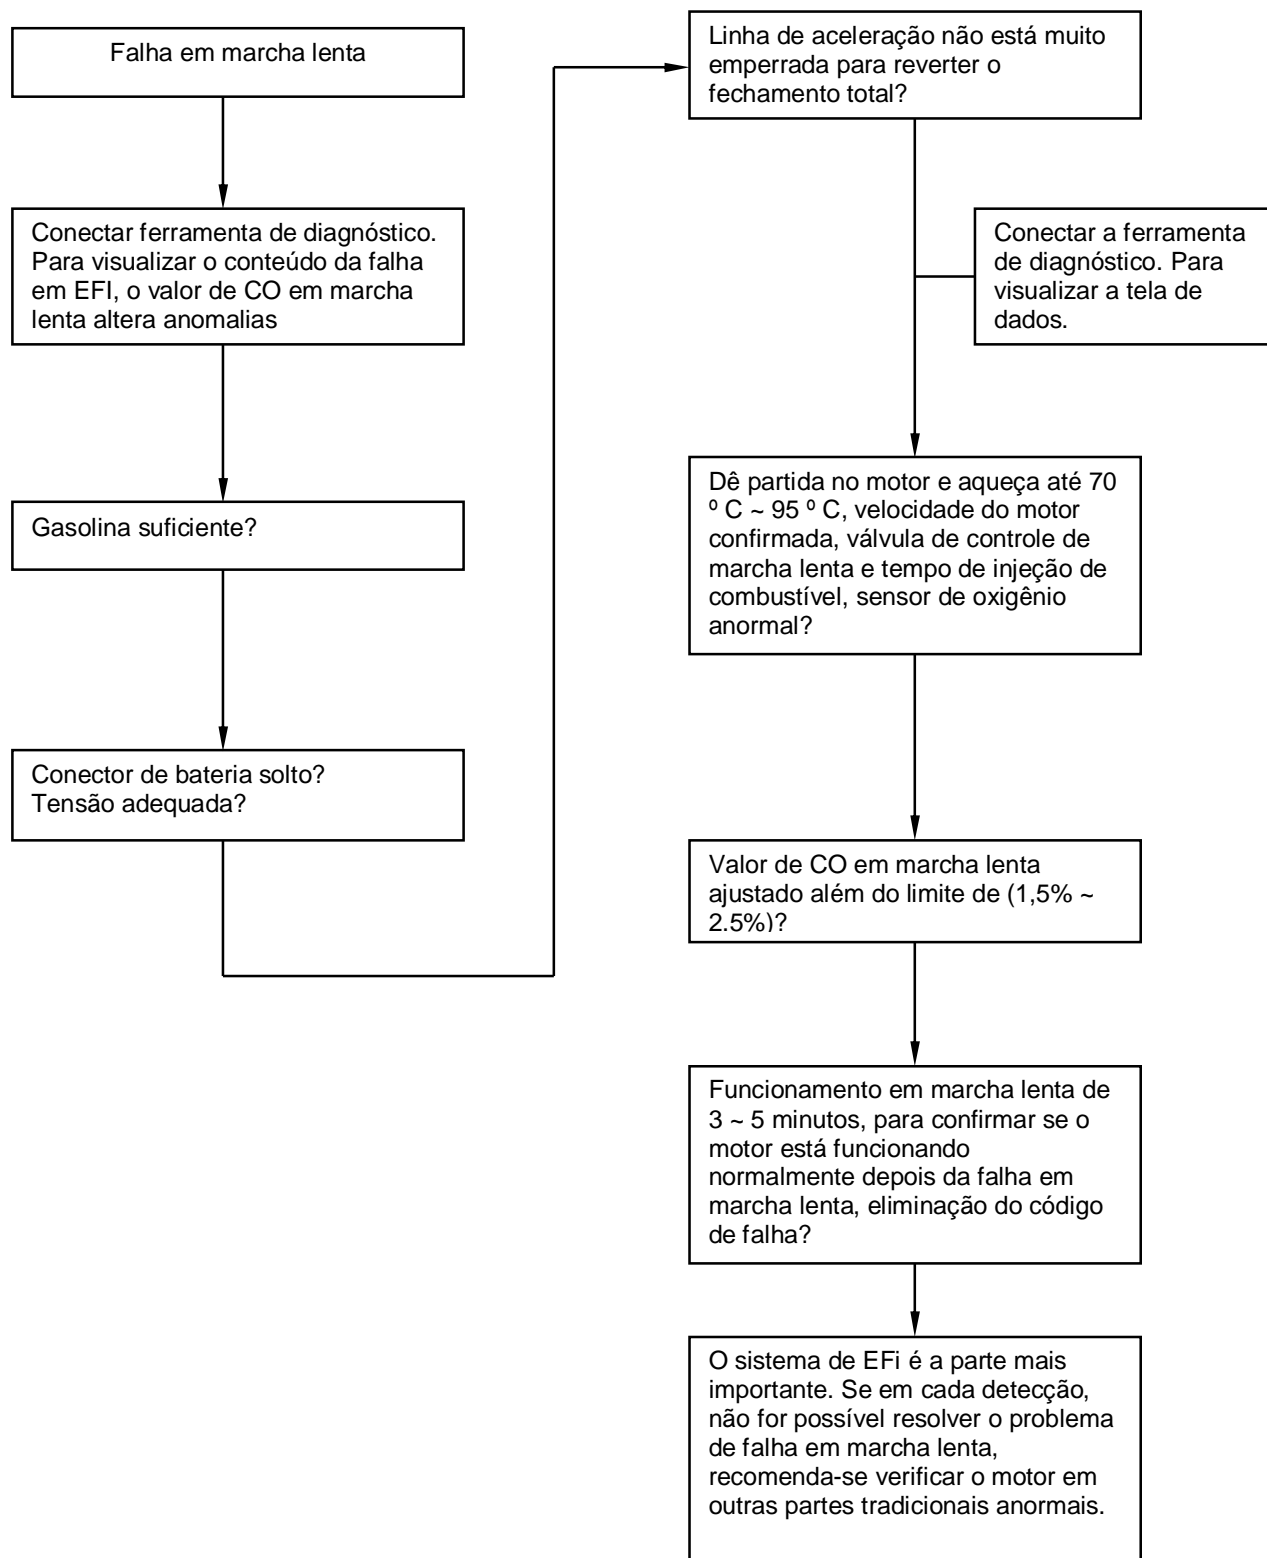 Falha em marcha lenta
Conectar ferramenta de diagnóstico.
Para visualizar o conteúdo da falha
em EFI, o valor de CO em marcha
lenta altera anomalias
Gasolina suficiente?
Conector de bateria solto?
Tensão adequada?
Linha de aceleração não está muito
emperrada para reverter o
fechamento total?
Conectar a ferramenta
de diagnóstico. Para
visualizar a tela de
dados.
Dê partida no motor e aqueça até 70
º C ~ 95 º C, velocidade do motor
confirmada, válvula de controle de
marcha lenta e tempo de injeção de
combustível, sensor de oxigênio
anormal?
Valor de CO em marcha lenta
ajustado além do limite de (1,5% ~
2.5%)?
Funcionamento em marcha lenta de
3 ~ 5 minutos, para confirmar se o
motor está funcionando
normalmente depois da falha em
marcha lenta, eliminação do código
de falha?
O sistema de EFi é a parte mais
importante. Se em cada detecção,
não for possível resolver o problema
de falha em marcha lenta,
recomenda-se verificar o motor em
outras partes tradicionais anormais.